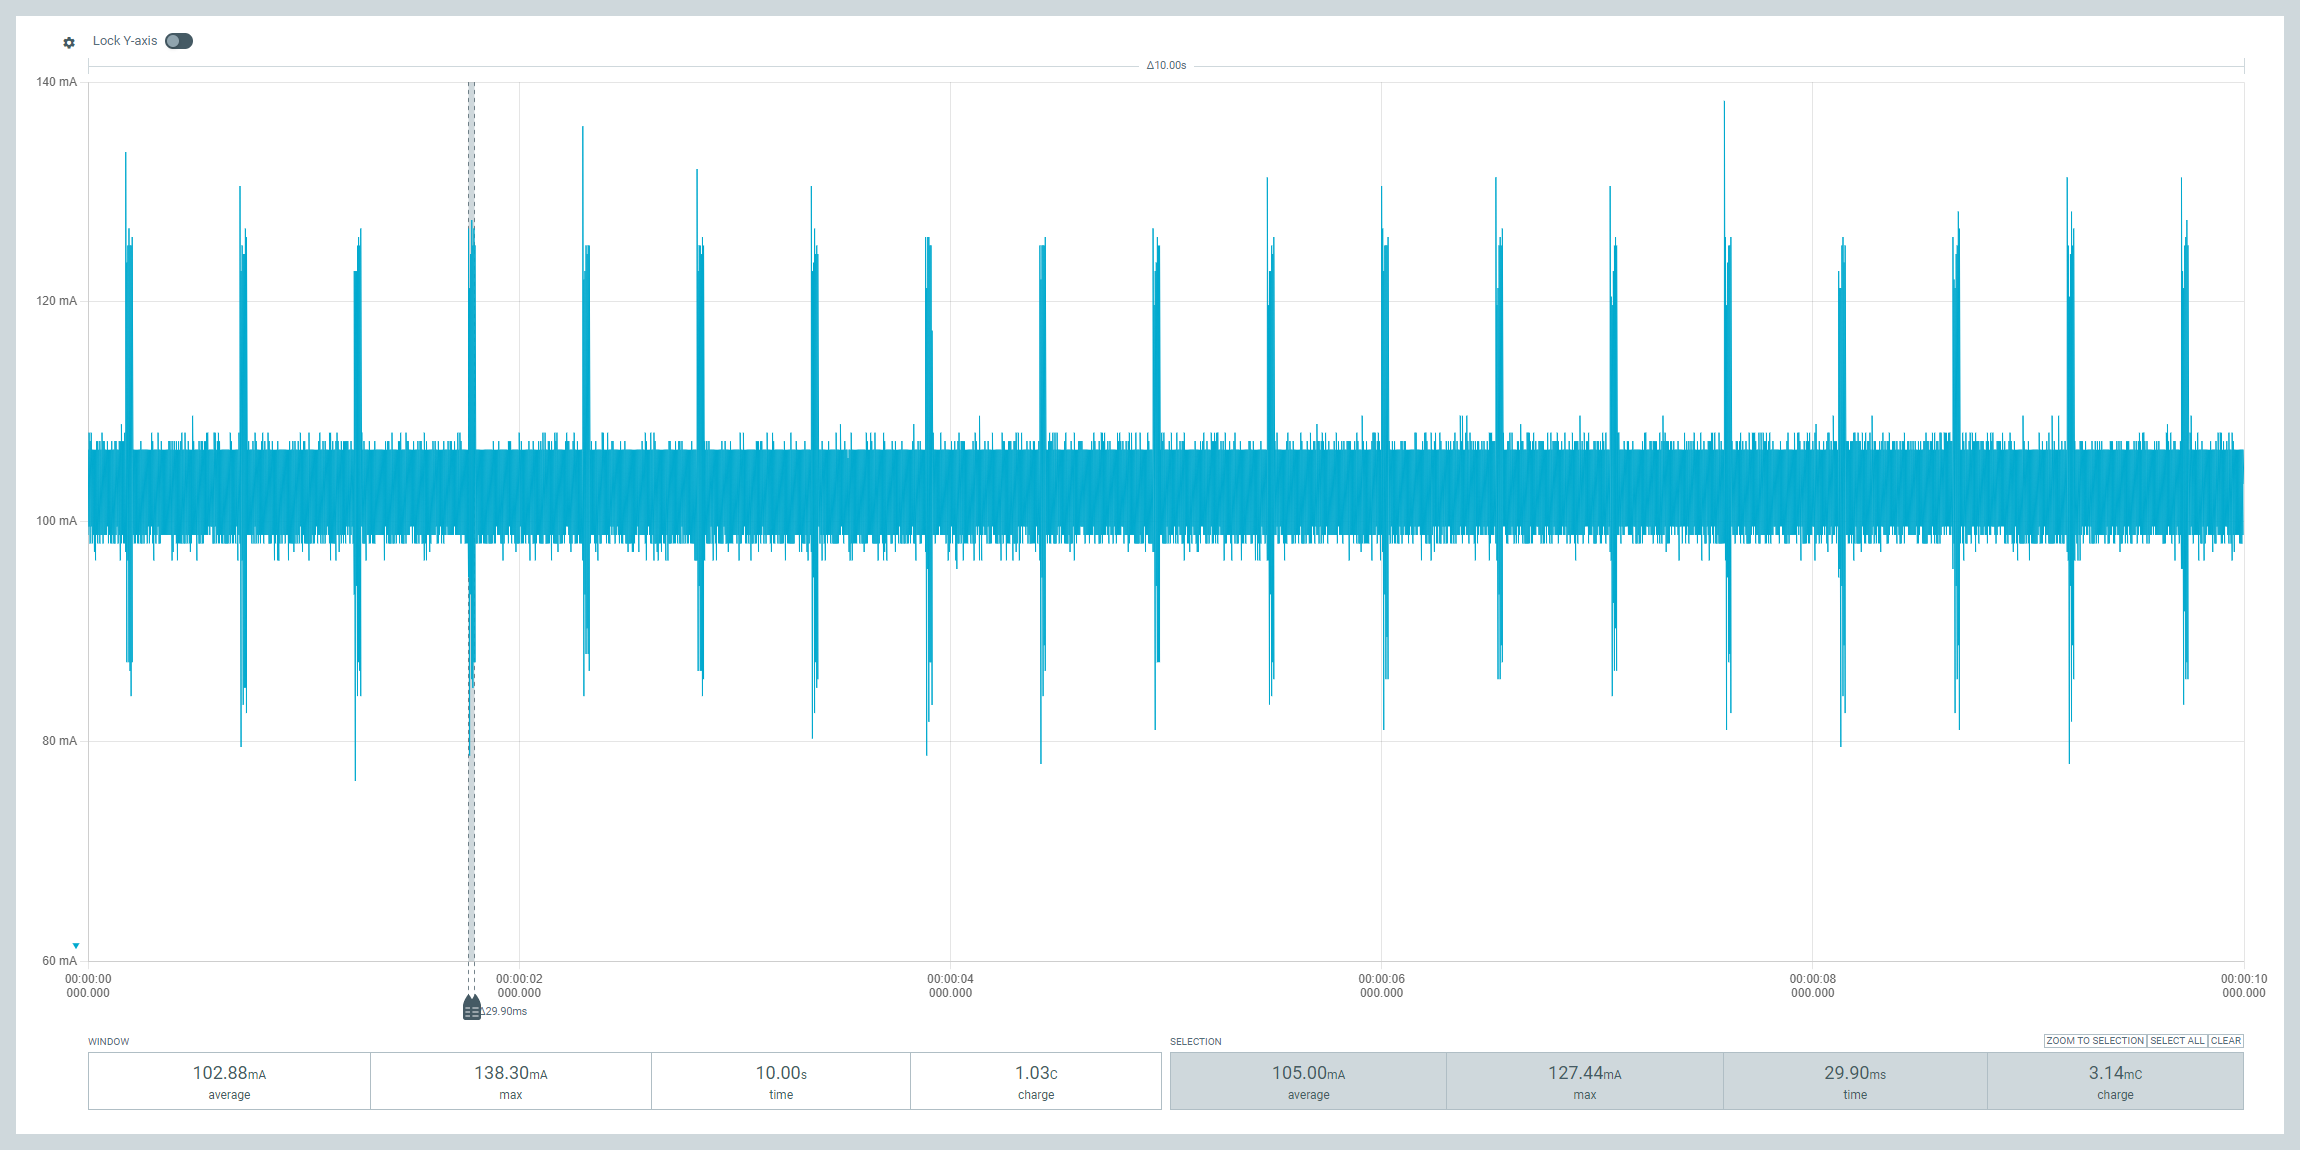 Lock Y-axis
Δ10.00s
140 mA
120 mA
100 mA
80 mA
60 mA
00:00:00 00:00:02 00:00:04 00:00:06 00:00:08 00:00:10
000.000 000.000 000.000 000.000 000.000 000.000
Δ29.90ms
WINDOW
102.88mA 138.30mA 10.00s 1.03C
average max time charge
SELECTION ZOOM TO SELECTION SELECT ALL CLEAR
105.00mA 127.44mA 29.90ms 3.14mC
average max time charge